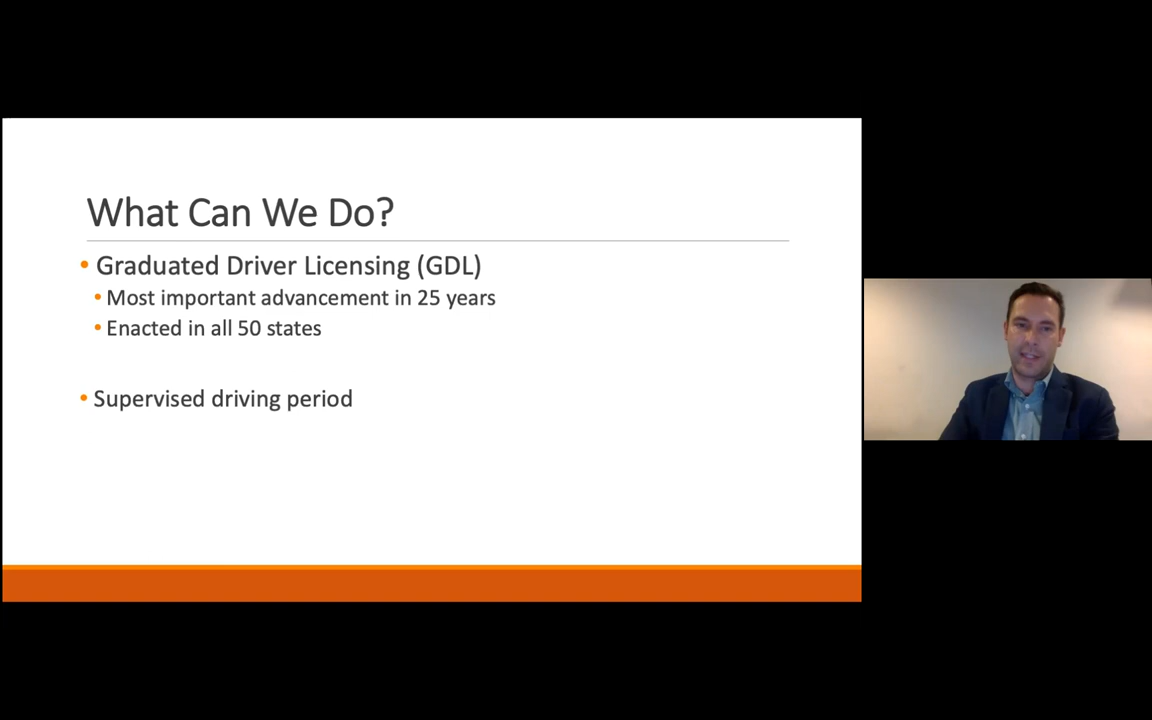 What Can We Do?
• Graduated Driver Licensing (GDL)
• Most important advancement in 25 years
• Enacted in all 50 states
• Supervised driving period